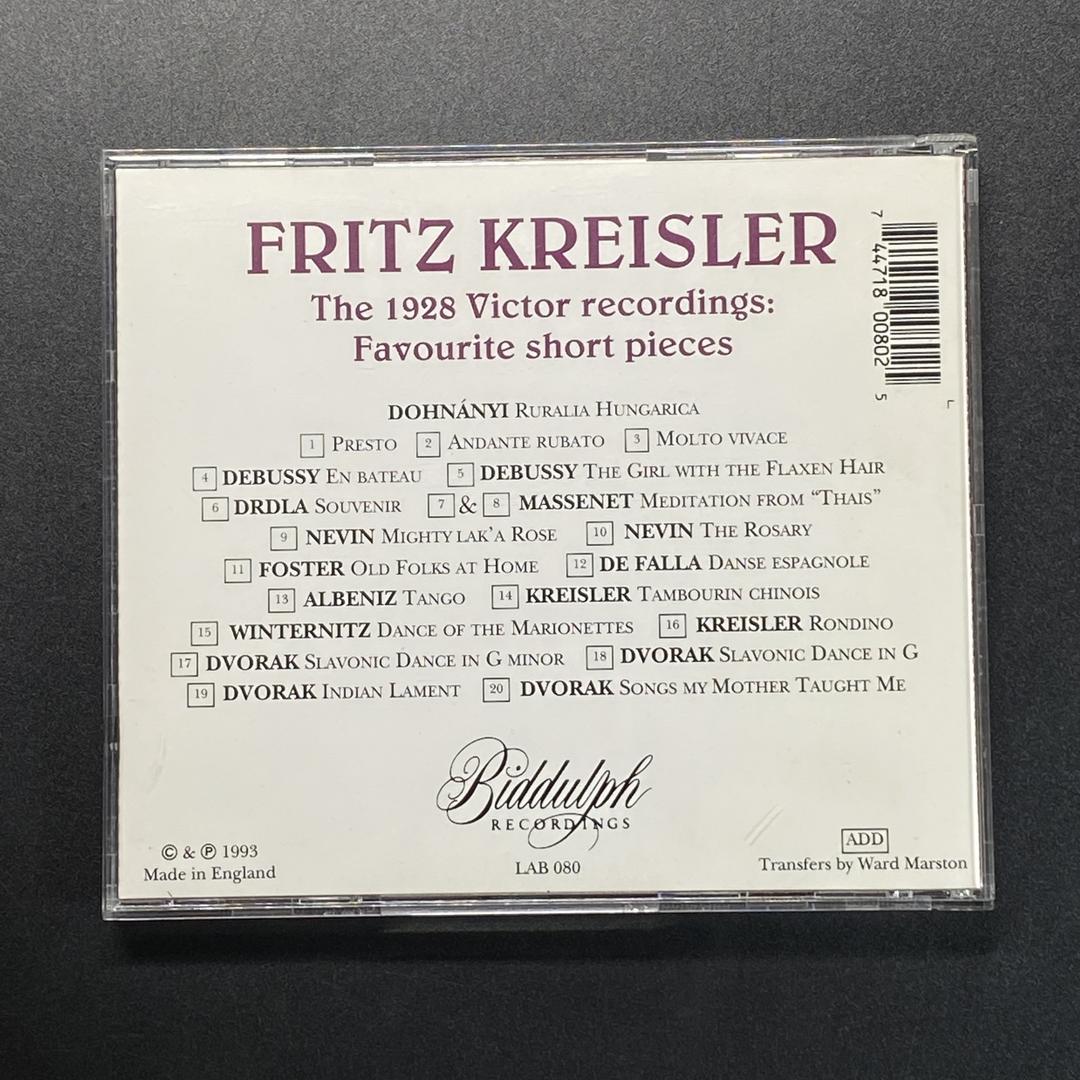 FRITZ KREISLER
The 1928 Victor recordings:
Favourite short pieces
7 44718 00802 5
L
DOHNÁNYI RURALIA HUNGARICA
1 PRESTO 2 ANDANTE RUBATO 3 MOLTO VIVACE
4 DEBUSSY EN BATEAU 5 DEBUSSY THE GIRL WITH THE FLAXEN HAIR
6 DRDLA SOUVENIR 7 & 8 MASSENET MEDITATION FROM “THAIS”
9 NEVIN MIGHTY LAK’A ROSE 10 NEVIN THE ROSARY
11 FOSTER OLD FOLKS AT HOME 12 DE FALLA DANSE ESPAGNOLE
13 ALBENIZ TANGO 14 KREISLER TAMBOURIN CHINOIS
15 WINTERNITZ DANCE OF THE MARIONETTES 16 KREISLER RONDINO
17 DVORAK SLAVONIC DANCE IN G MINOR 18 DVORAK SLAVONIC DANCE IN G
19 DVORAK INDIAN LAMENT 20 DVORAK SONGS MY MOTHER TAUGHT ME
Biddulph
RECORDINGS
LAB 080
© & ℗ 1993
Made in England
ADD
Transfers by Ward Marston